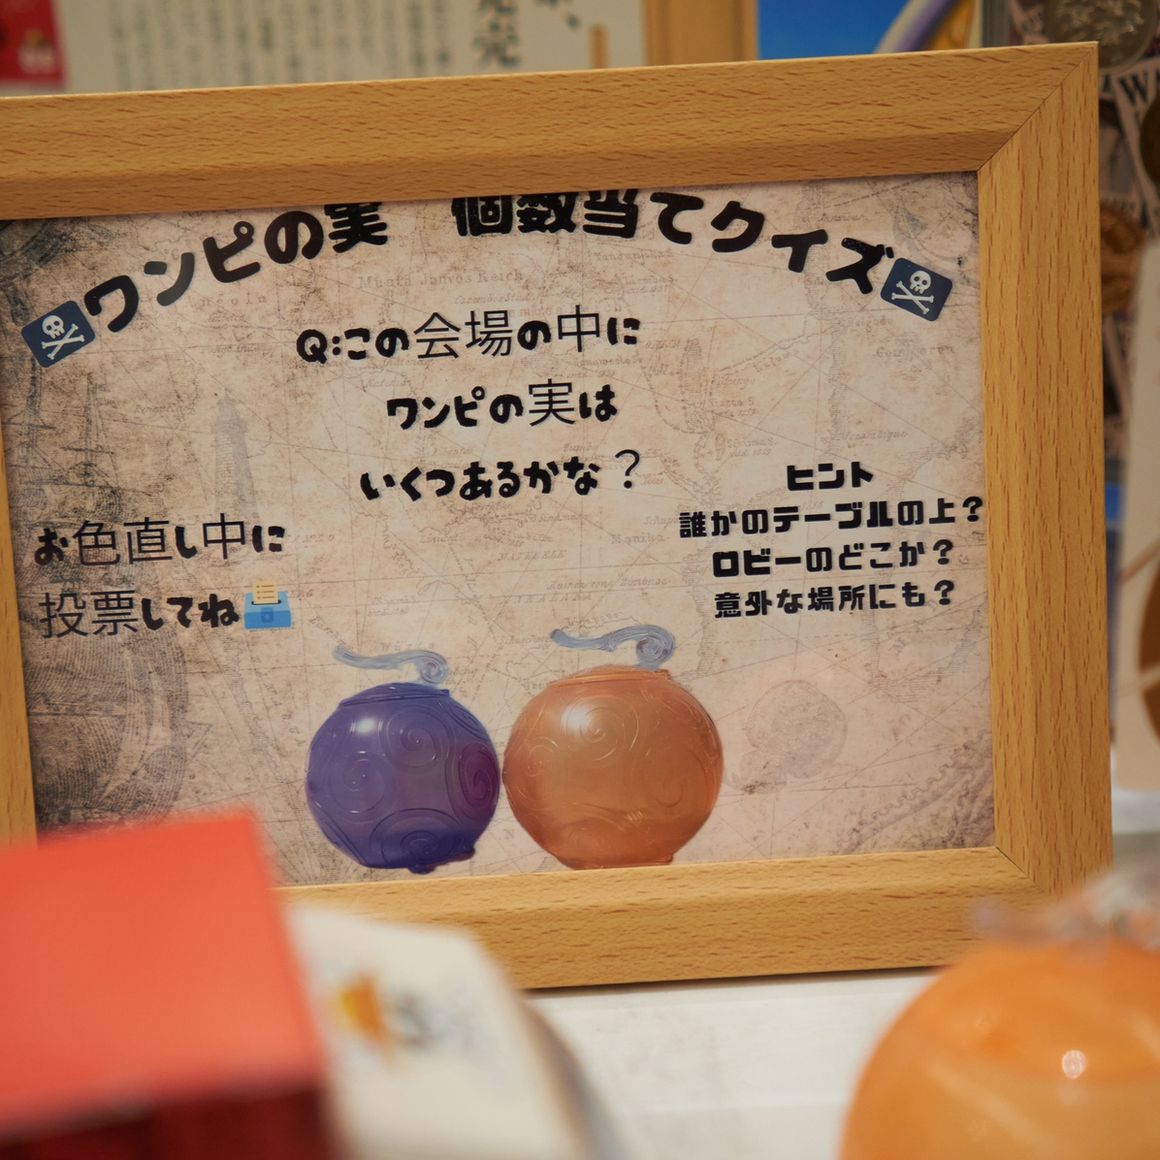 ワンピの実 個数当てクイズ
Q:この会場の中に
ワンピの実は
いくつあるかな？
お色直し中に
投票してね
ヒント
誰かのテーブルの上？
ロビーのどこか？
意外な場所にも？